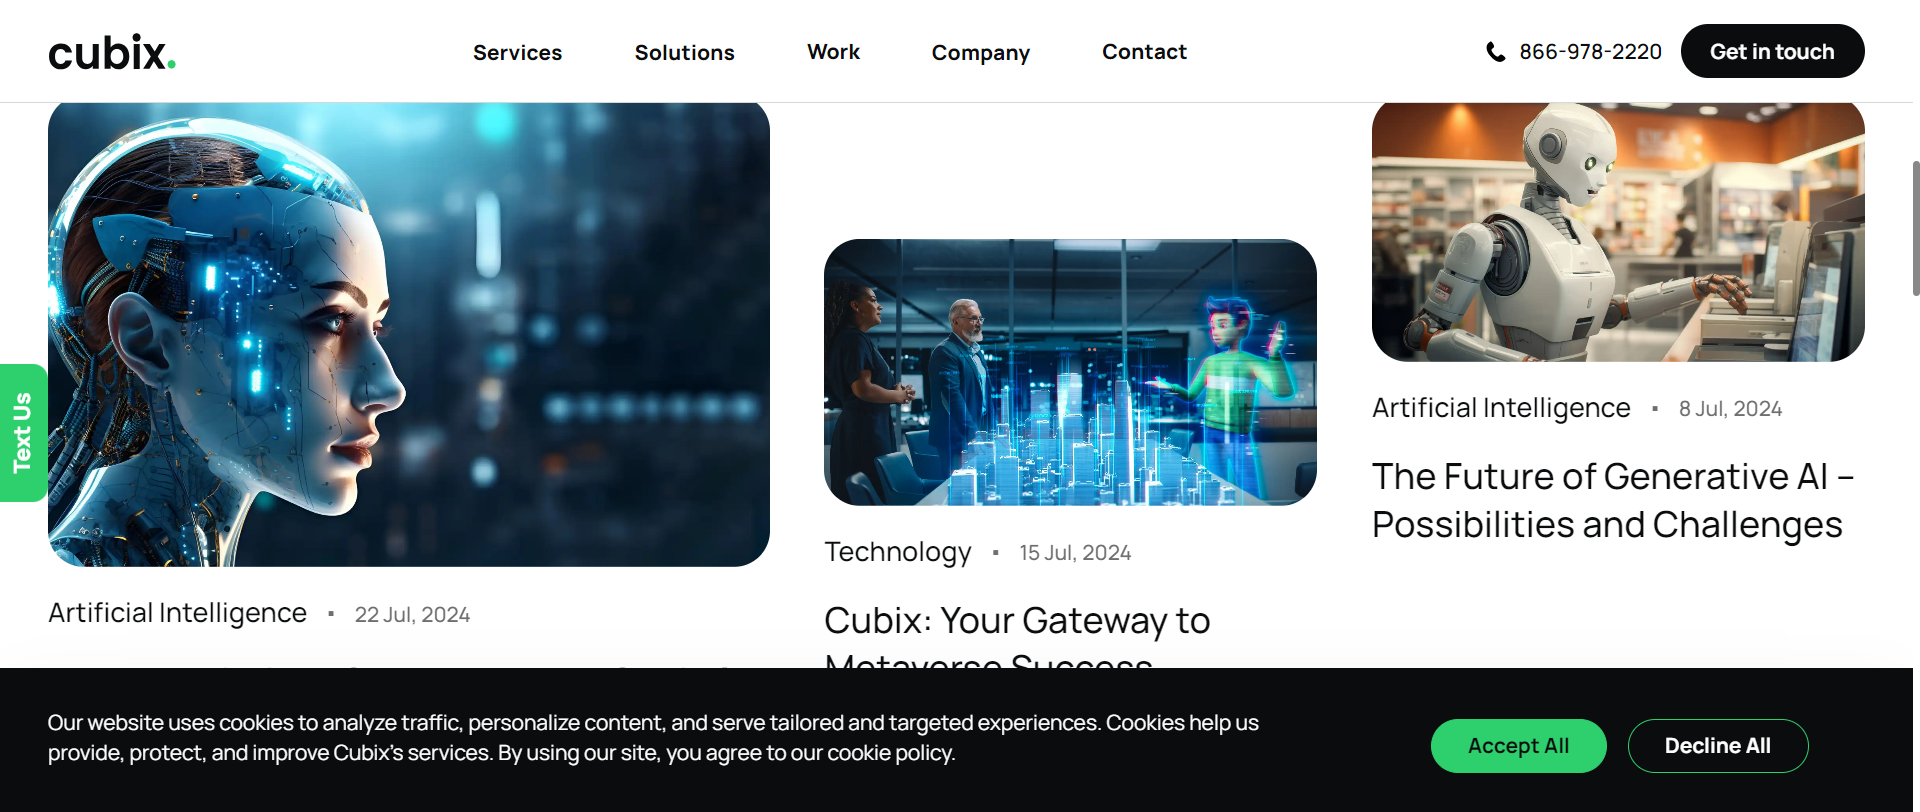 cubix.
Services
Solutions
Work
Company
Contact
866-978-2220
Get in touch
Text Us
Artificial Intelligence ▪ 22 Jul, 2024
Technology ▪ 15 Jul, 2024
Cubix: Your Gateway to
Metaverse Success
Artificial Intelligence ▪ 8 Jul, 2024
The Future of Generative AI –
Possibilities and Challenges
Our website uses cookies to analyze traffic, personalize content, and serve tailored and targeted experiences. Cookies help us
provide, protect, and improve Cubix's services. By using our site, you agree to our cookie policy.
Accept All
Decline All